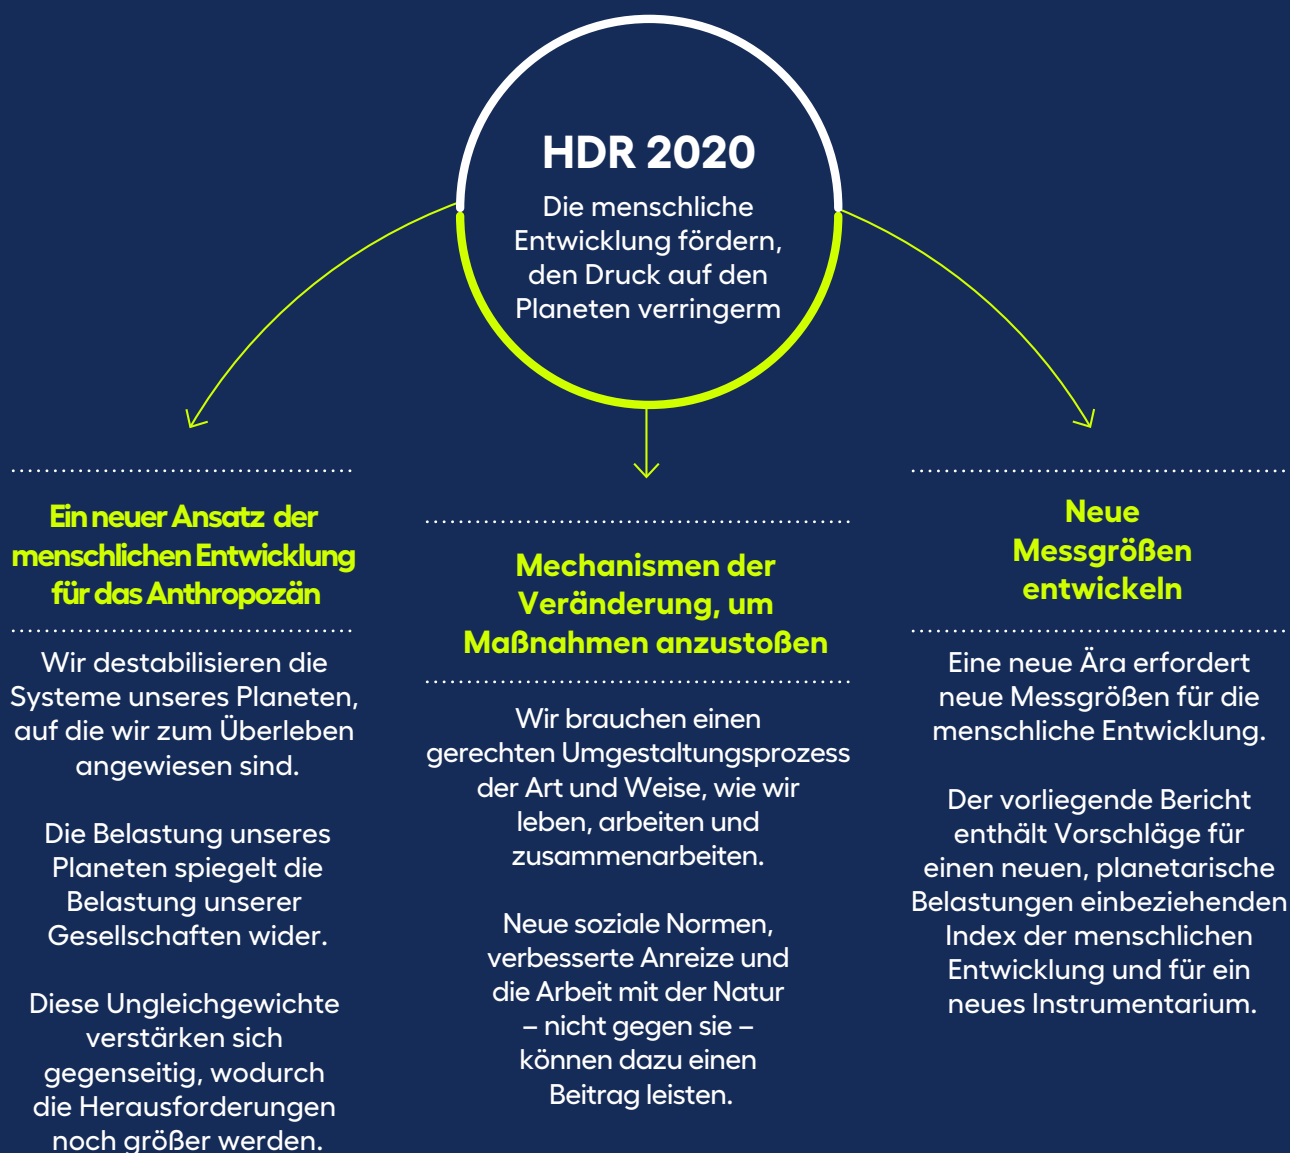 HDR 2020
Die menschliche
Entwicklung fördern,
den Druck auf den
Planeten verringerm
Ein neuer Ansatz der
menschlichen Entwicklung
für das Anthropozän
Wir destabilisieren die
Systeme unseres Planeten,
auf die wir zum Überleben
angewiesen sind.
Die Belastung unseres
Planeten spiegelt die
Belastung unserer
Gesellschaften wider.
Diese Ungleichgewichte
verstärken sich
gegenseitig, wodurch
die Herausforderungen
noch größer werden.
Mechanismen der
Veränderung, um
Maßnahmen anzustoßen
Wir brauchen einen
gerechten Umgestaltungsprozess
der Art und Weise, wie wir
leben, arbeiten und
zusammenarbeiten.
Neue soziale Normen,
verbesserte Anreize und
die Arbeit mit der Natur
– nicht gegen sie –
können dazu einen
Beitrag leisten.
Neue
Messgrößen
entwickeln
Eine neue Ära erfordert
neue Messgrößen für die
menschliche Entwicklung.
Der vorliegende Bericht
enthält Vorschläge für
einen neuen, planetarische
Belastungen einbeziehenden
Index der menschlichen
Entwicklung und für ein
neues Instrumentarium.